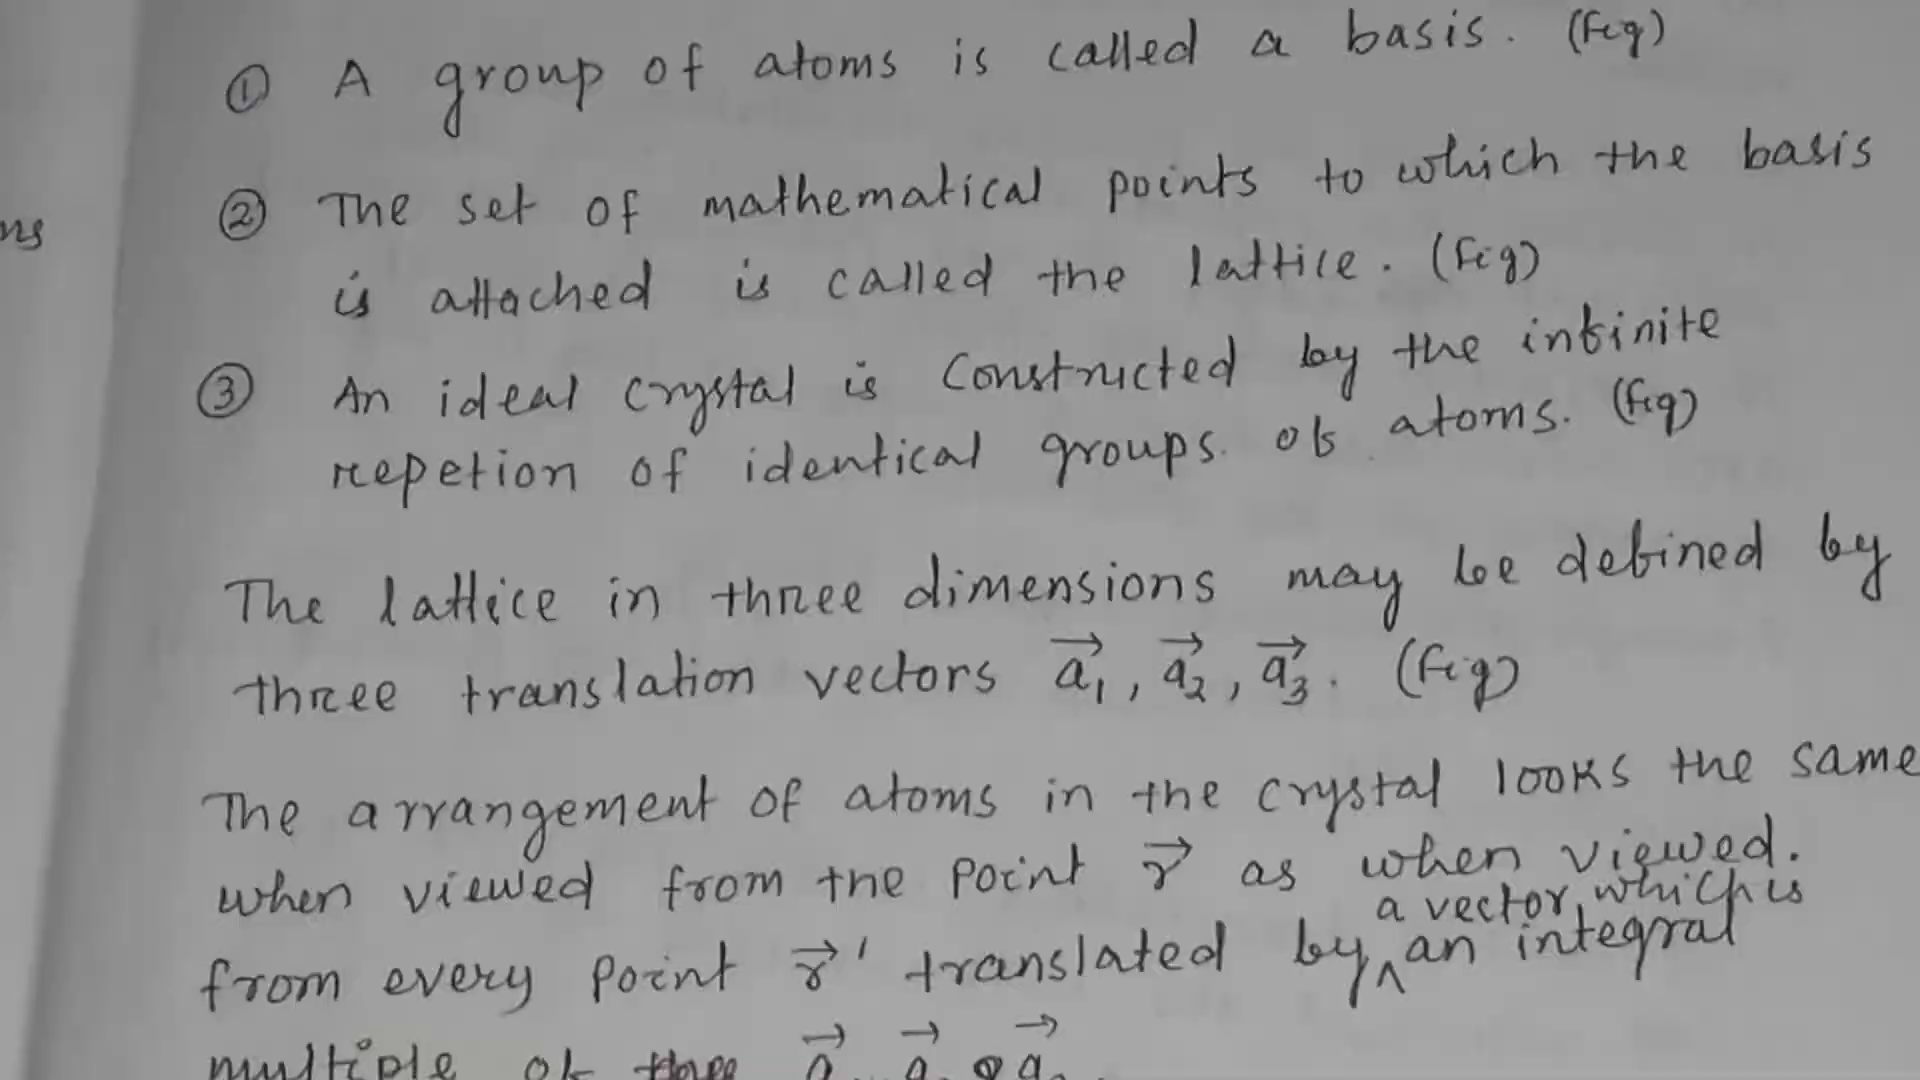 ① A group of atoms is called a basis. (Fig)
② The set of mathematical points to which the basis
is attached is called the lattice. (Fig)
③ An ideal crystal is constructed by the infinite
repetion of identical groups of atoms. (fig)
The lattice in three dimensions may be defined by
three translation vectors a⃗₁, a⃗₂, a⃗₃. (fig)
The arrangement of atoms in the crystal looks the same
when viewed from the point r⃗ as when viewed.
a vector, which is
from every point r⃗' translated by ^ an integral
multiple of three a⃗ a⃗ a⃗